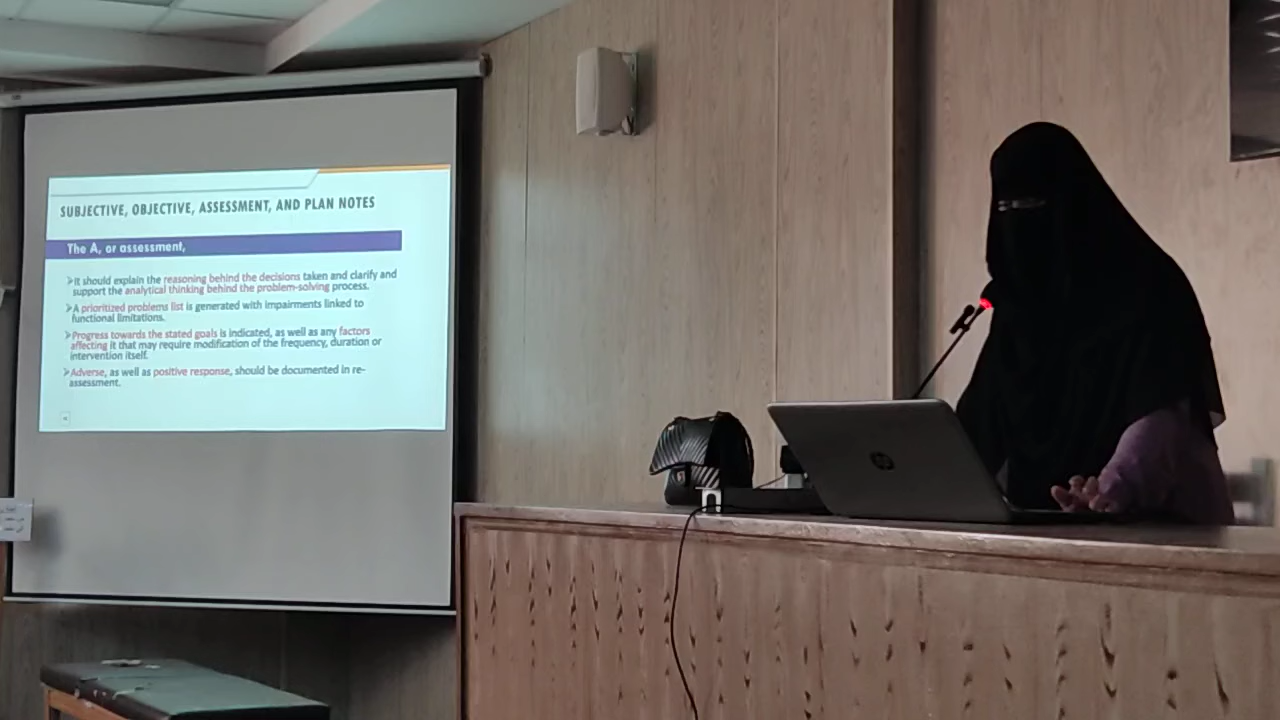 SUBJECTIVE, OBJECTIVE, ASSESSMENT, AND PLAN NOTES
The A, or assessment,
➢It should explain the reasoning behind the decisions taken and clarify and
support the analytical thinking behind the problem-solving process.
➢A prioritized problems list is generated with impairments linked to
functional limitations.
➢Progress towards the stated goals is indicated, as well as any factors
affecting it that may require modification of the frequency, duration or
intervention itself.
➢Adverse, as well as positive response, should be documented in re-
assessment.
hp